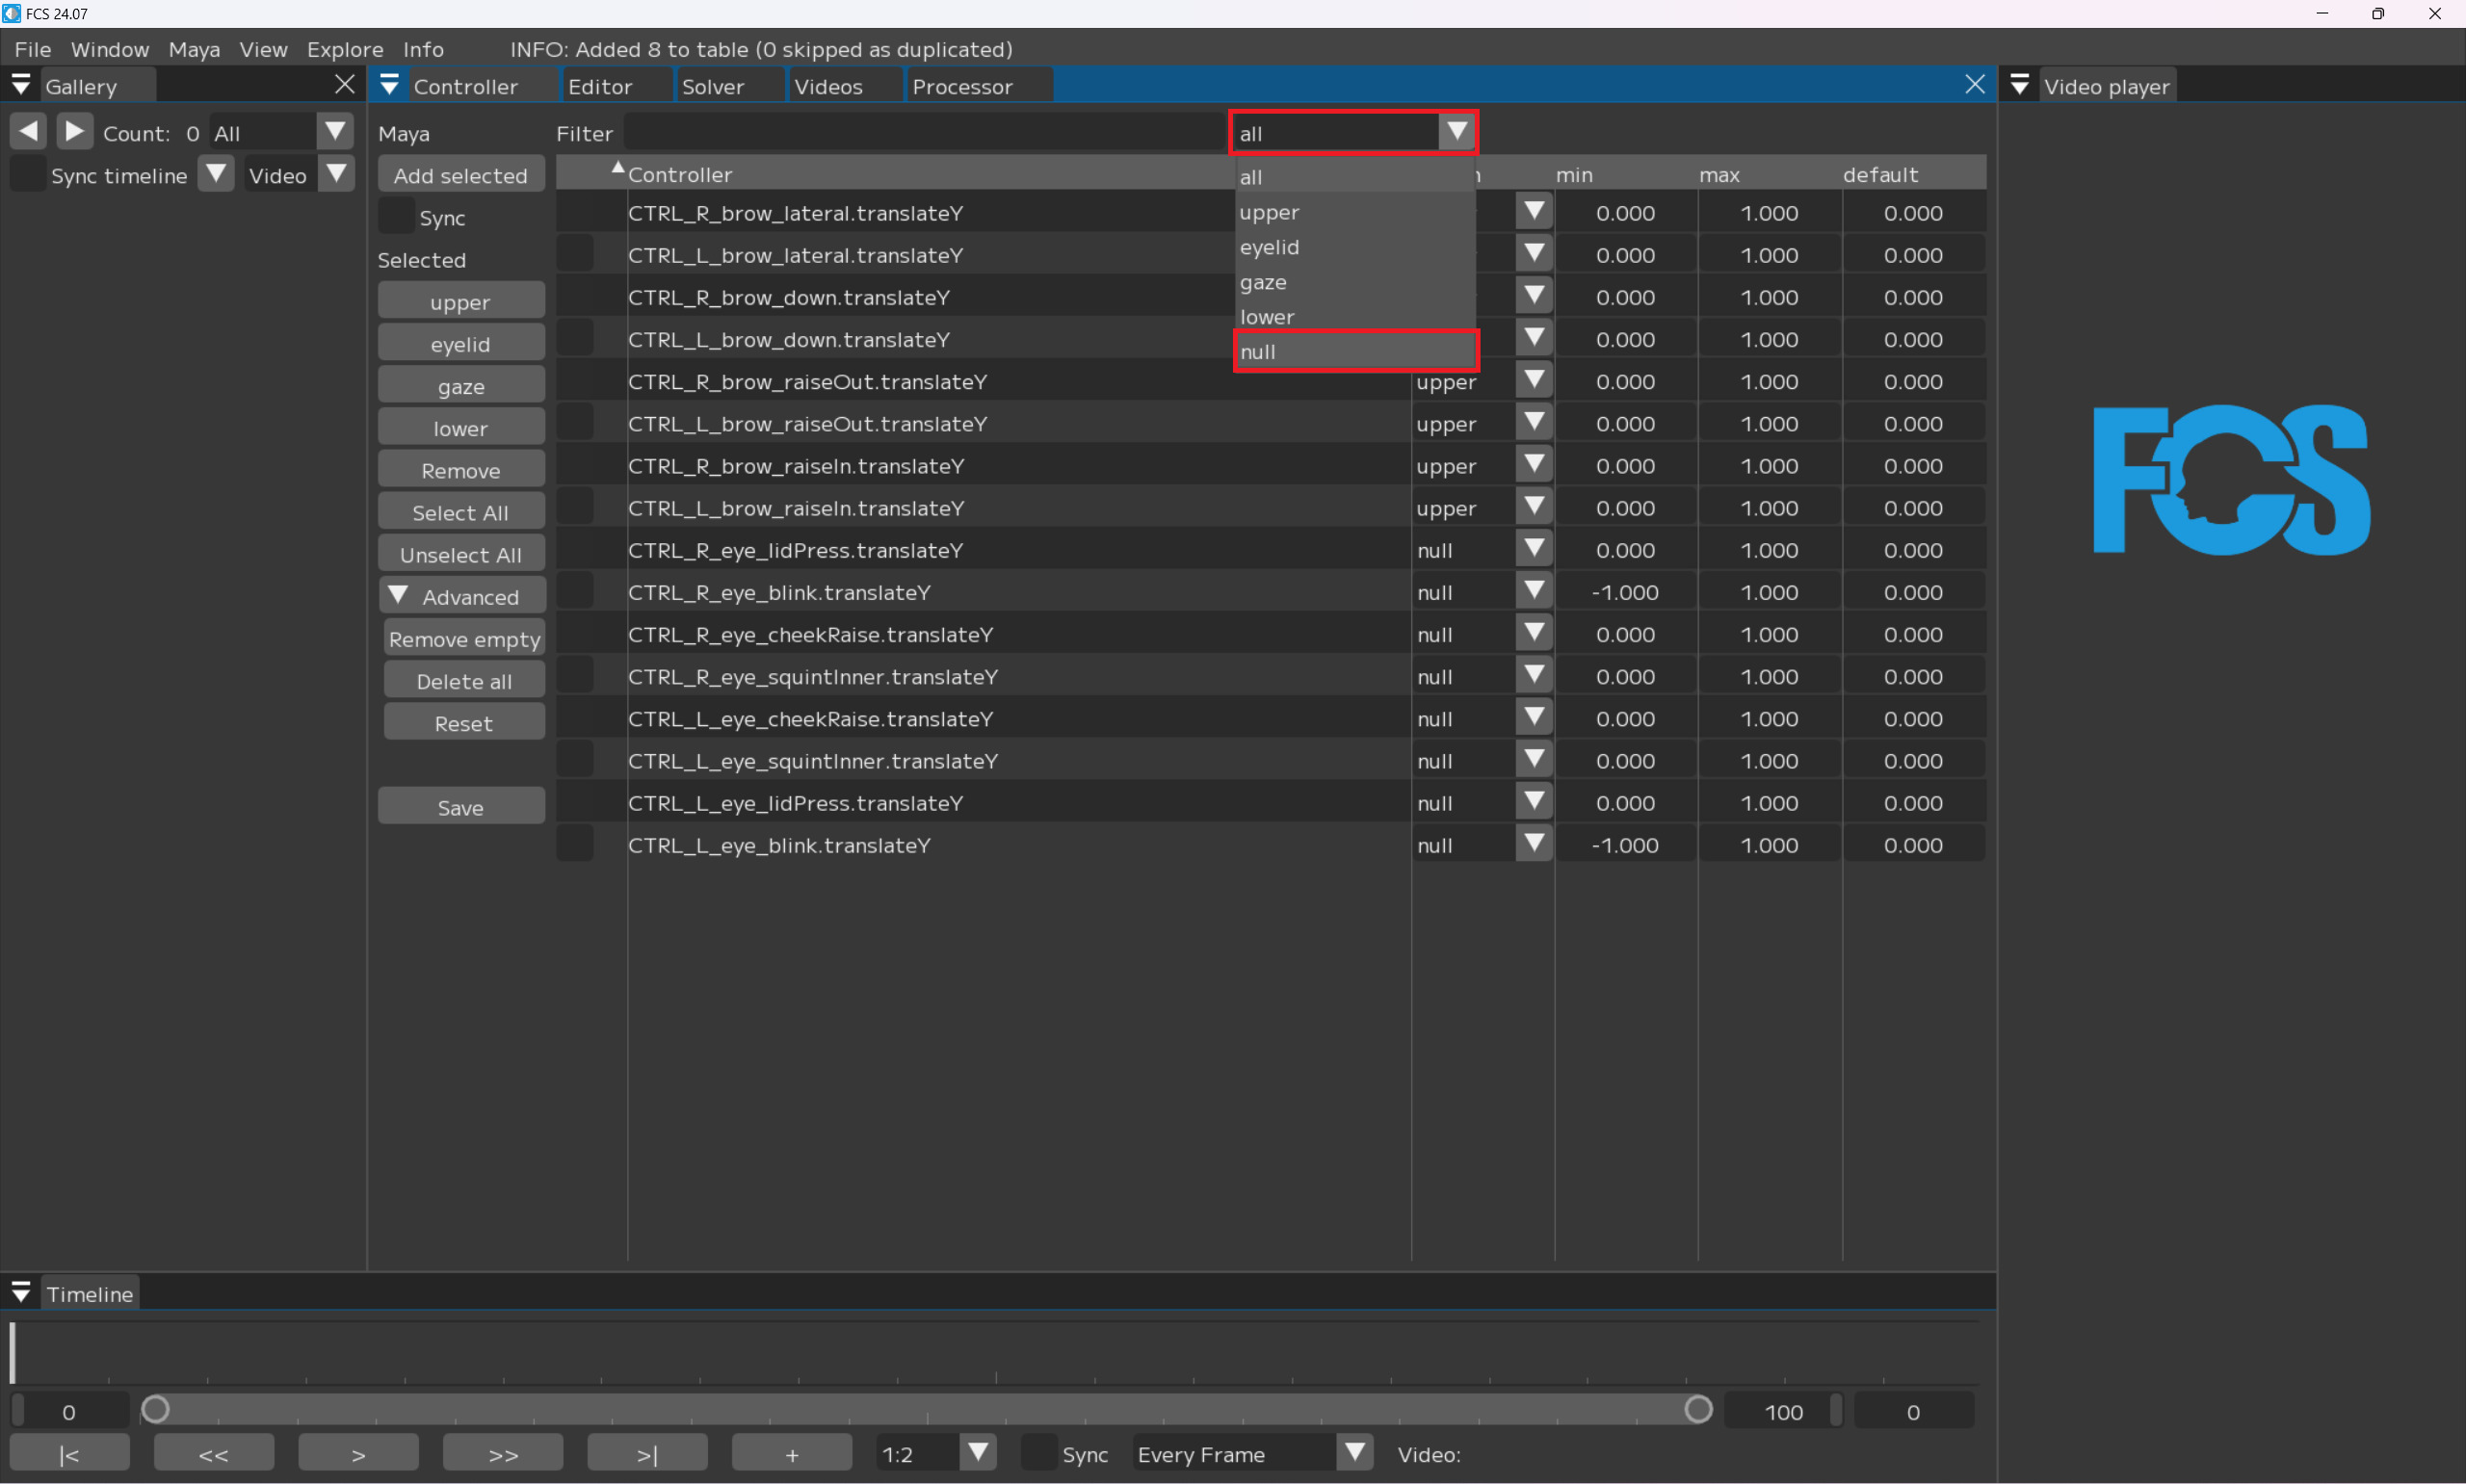 FCS 24.07
File Window Maya View Explore Info INFO: Added 8 to table (0 skipped as duplicated)
Gallery
Controller Editor Solver Videos Processor
Video player
Count: 0 All
Sync timeline Video
Maya
Add selected
Sync
Selected
upper
eyelid
gaze
lower
Remove
Select All
Unselect All
Advanced
Remove empty
Delete all
Reset
Save
Filter all
all
upper
eyelid
gaze
lower
null
Controller min max default
CTRL_R_brow_lateral.translateY 0.000 1.000 0.000
CTRL_L_brow_lateral.translateY 0.000 1.000 0.000
CTRL_R_brow_down.translateY 0.000 1.000 0.000
CTRL_L_brow_down.translateY 0.000 1.000 0.000
CTRL_R_brow_raiseOut.translateY upper 0.000 1.000 0.000
CTRL_L_brow_raiseOut.translateY upper 0.000 1.000 0.000
CTRL_R_brow_raiseIn.translateY upper 0.000 1.000 0.000
CTRL_L_brow_raiseIn.translateY upper 0.000 1.000 0.000
CTRL_R_eye_lidPress.translateY null 0.000 1.000 0.000
CTRL_R_eye_blink.translateY null -1.000 1.000 0.000
CTRL_R_eye_cheekRaise.translateY null 0.000 1.000 0.000
CTRL_R_eye_squintInner.translateY null 0.000 1.000 0.000
CTRL_L_eye_cheekRaise.translateY null 0.000 1.000 0.000
CTRL_L_eye_squintInner.translateY null 0.000 1.000 0.000
CTRL_L_eye_lidPress.translateY null 0.000 1.000 0.000
CTRL_L_eye_blink.translateY null -1.000 1.000 0.000
FCS
Timeline
0 100 0
|< << > >> >| + 1:2 Sync Every Frame Video: